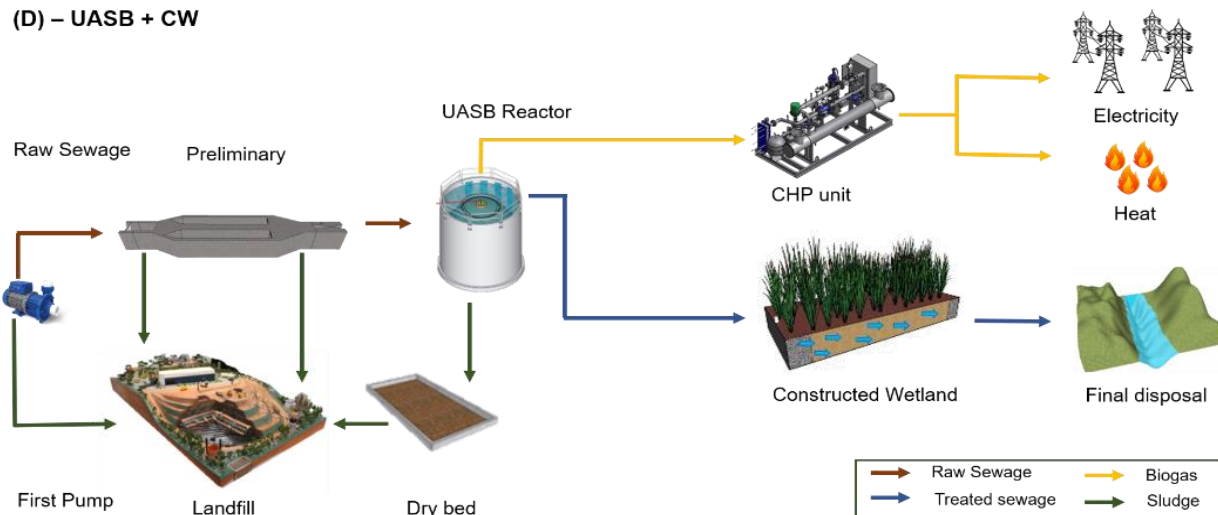 (D) – UASB + CW
UASB Reactor
Raw Sewage
Preliminary
Electricity
CHP unit
Heat
Constructed Wetland
Final disposal
First Pump
Landfill
Dry bed
Raw Sewage
Biogas
Treated sewage
Sludge